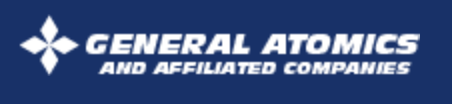 GENERAL ATOMICS
AND AFFILIATED COMPANIES